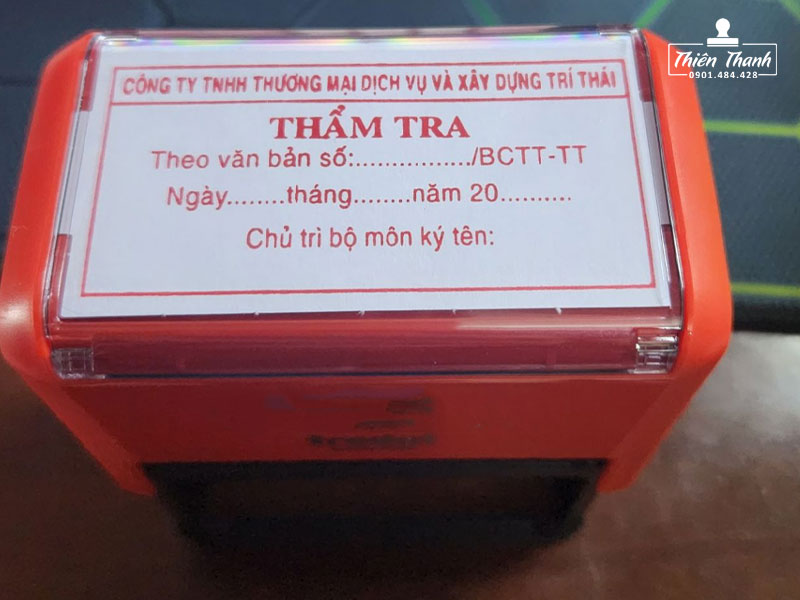 Thiên Thanh
0901.484.428
CÔNG TY TNHH THƯƠNG MẠI DỊCH VỤ VÀ XÂY DỰNG TRÍ THÁI
THẨM TRA
Theo văn bản số:................./BCTT-TT
Ngày........tháng........năm 20..........
Chủ trì bộ môn ký tên: